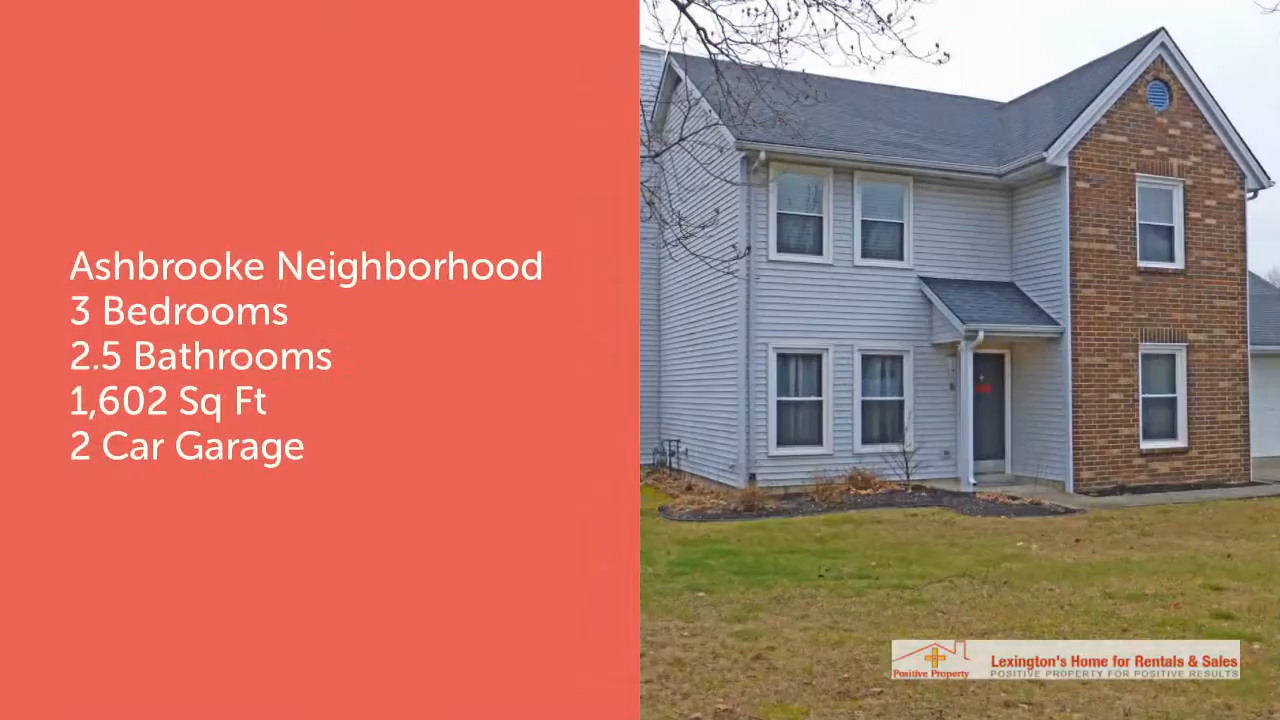 Ashbrooke Neighborhood
3 Bedrooms
2.5 Bathrooms
1,602 Sq Ft
2 Car Garage
Positive Property
Lexington's Home for Rentals & Sales
POSITIVE PROPERTY FOR POSITIVE RESULTS